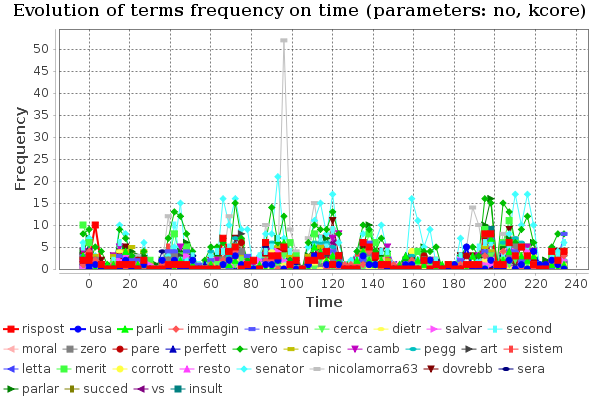 Evolution of terms frequency on time (parameters: no, kcore)
50
45
40
35
30
25
20
15
10
5
0
Frequency
0 20 40 60 80 100 120 140 160 180 200 220 240
Time
rispost usa parli immagin nessun cerca dietr salvar second
moral zero pare perfett vero capisc camb pegg art sistem
letta merit corrott resto senator nicolamorra63 dovrebb sera
parlar succed vs insult